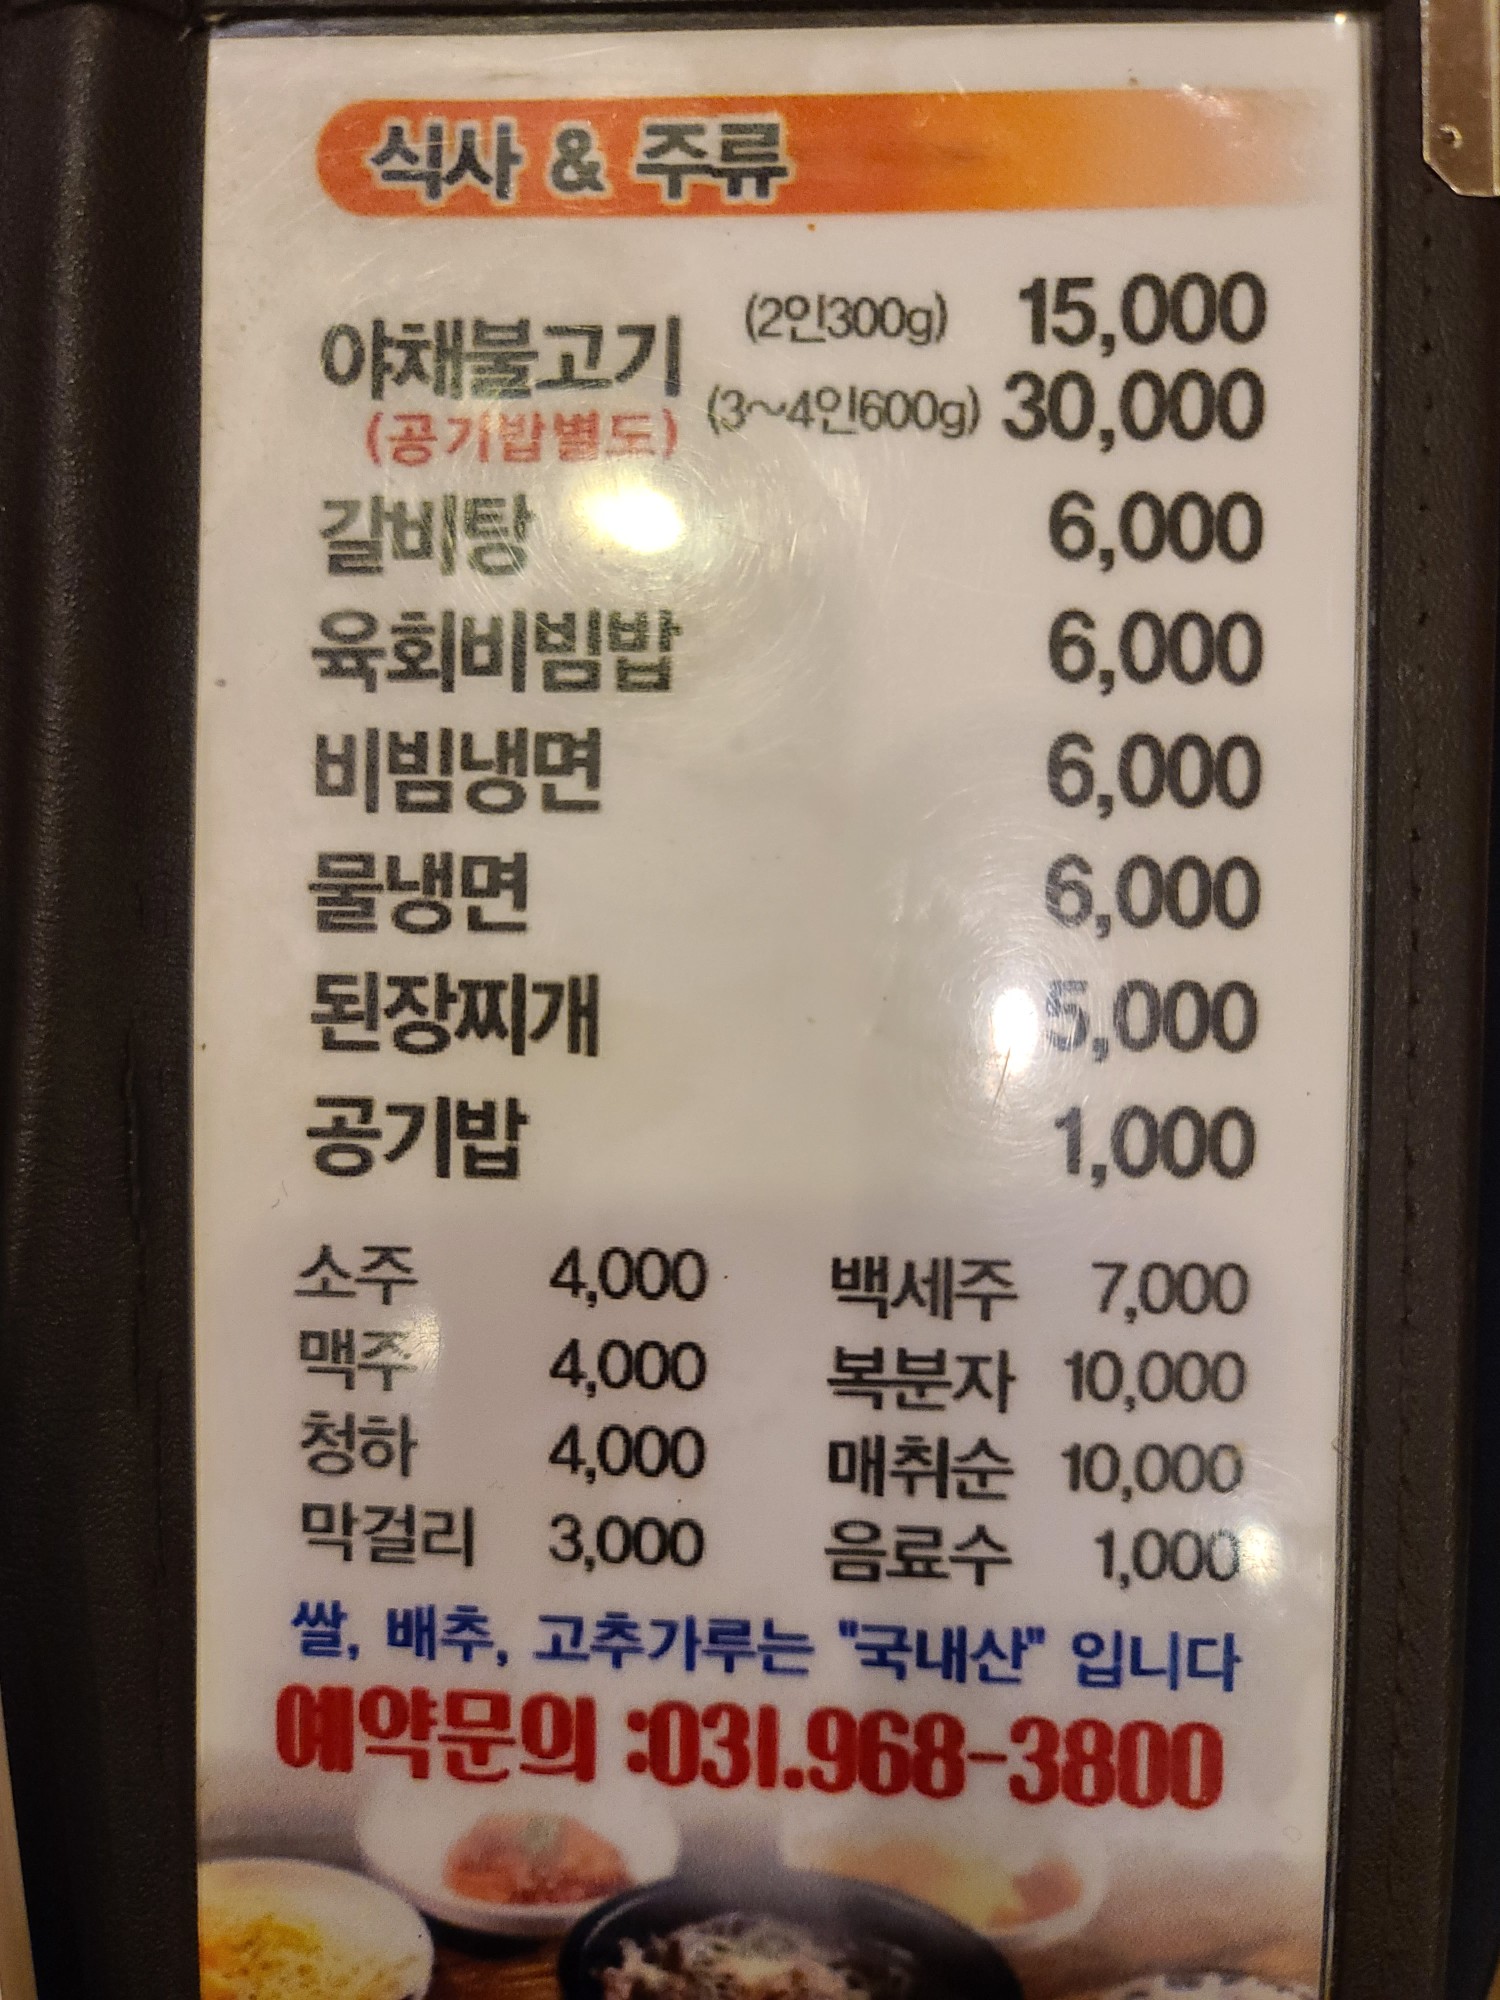 식사 & 주류
야채불고기 (2인300g) 15,000
(공기밥별도) (3~4인600g) 30,000
갈비탕 6,000
육회비빔밥 6,000
비빔냉면 6,000
물냉면 6,000
된장찌개 5,000
공기밥 1,000
소주 4,000 백세주 7,000
맥주 4,000 복분자 10,000
청하 4,000 매취순 10,000
막걸리 3,000 음료수 1,000
쌀, 배추, 고추가루는 "국내산" 입니다
예약문의 :031.968-3800